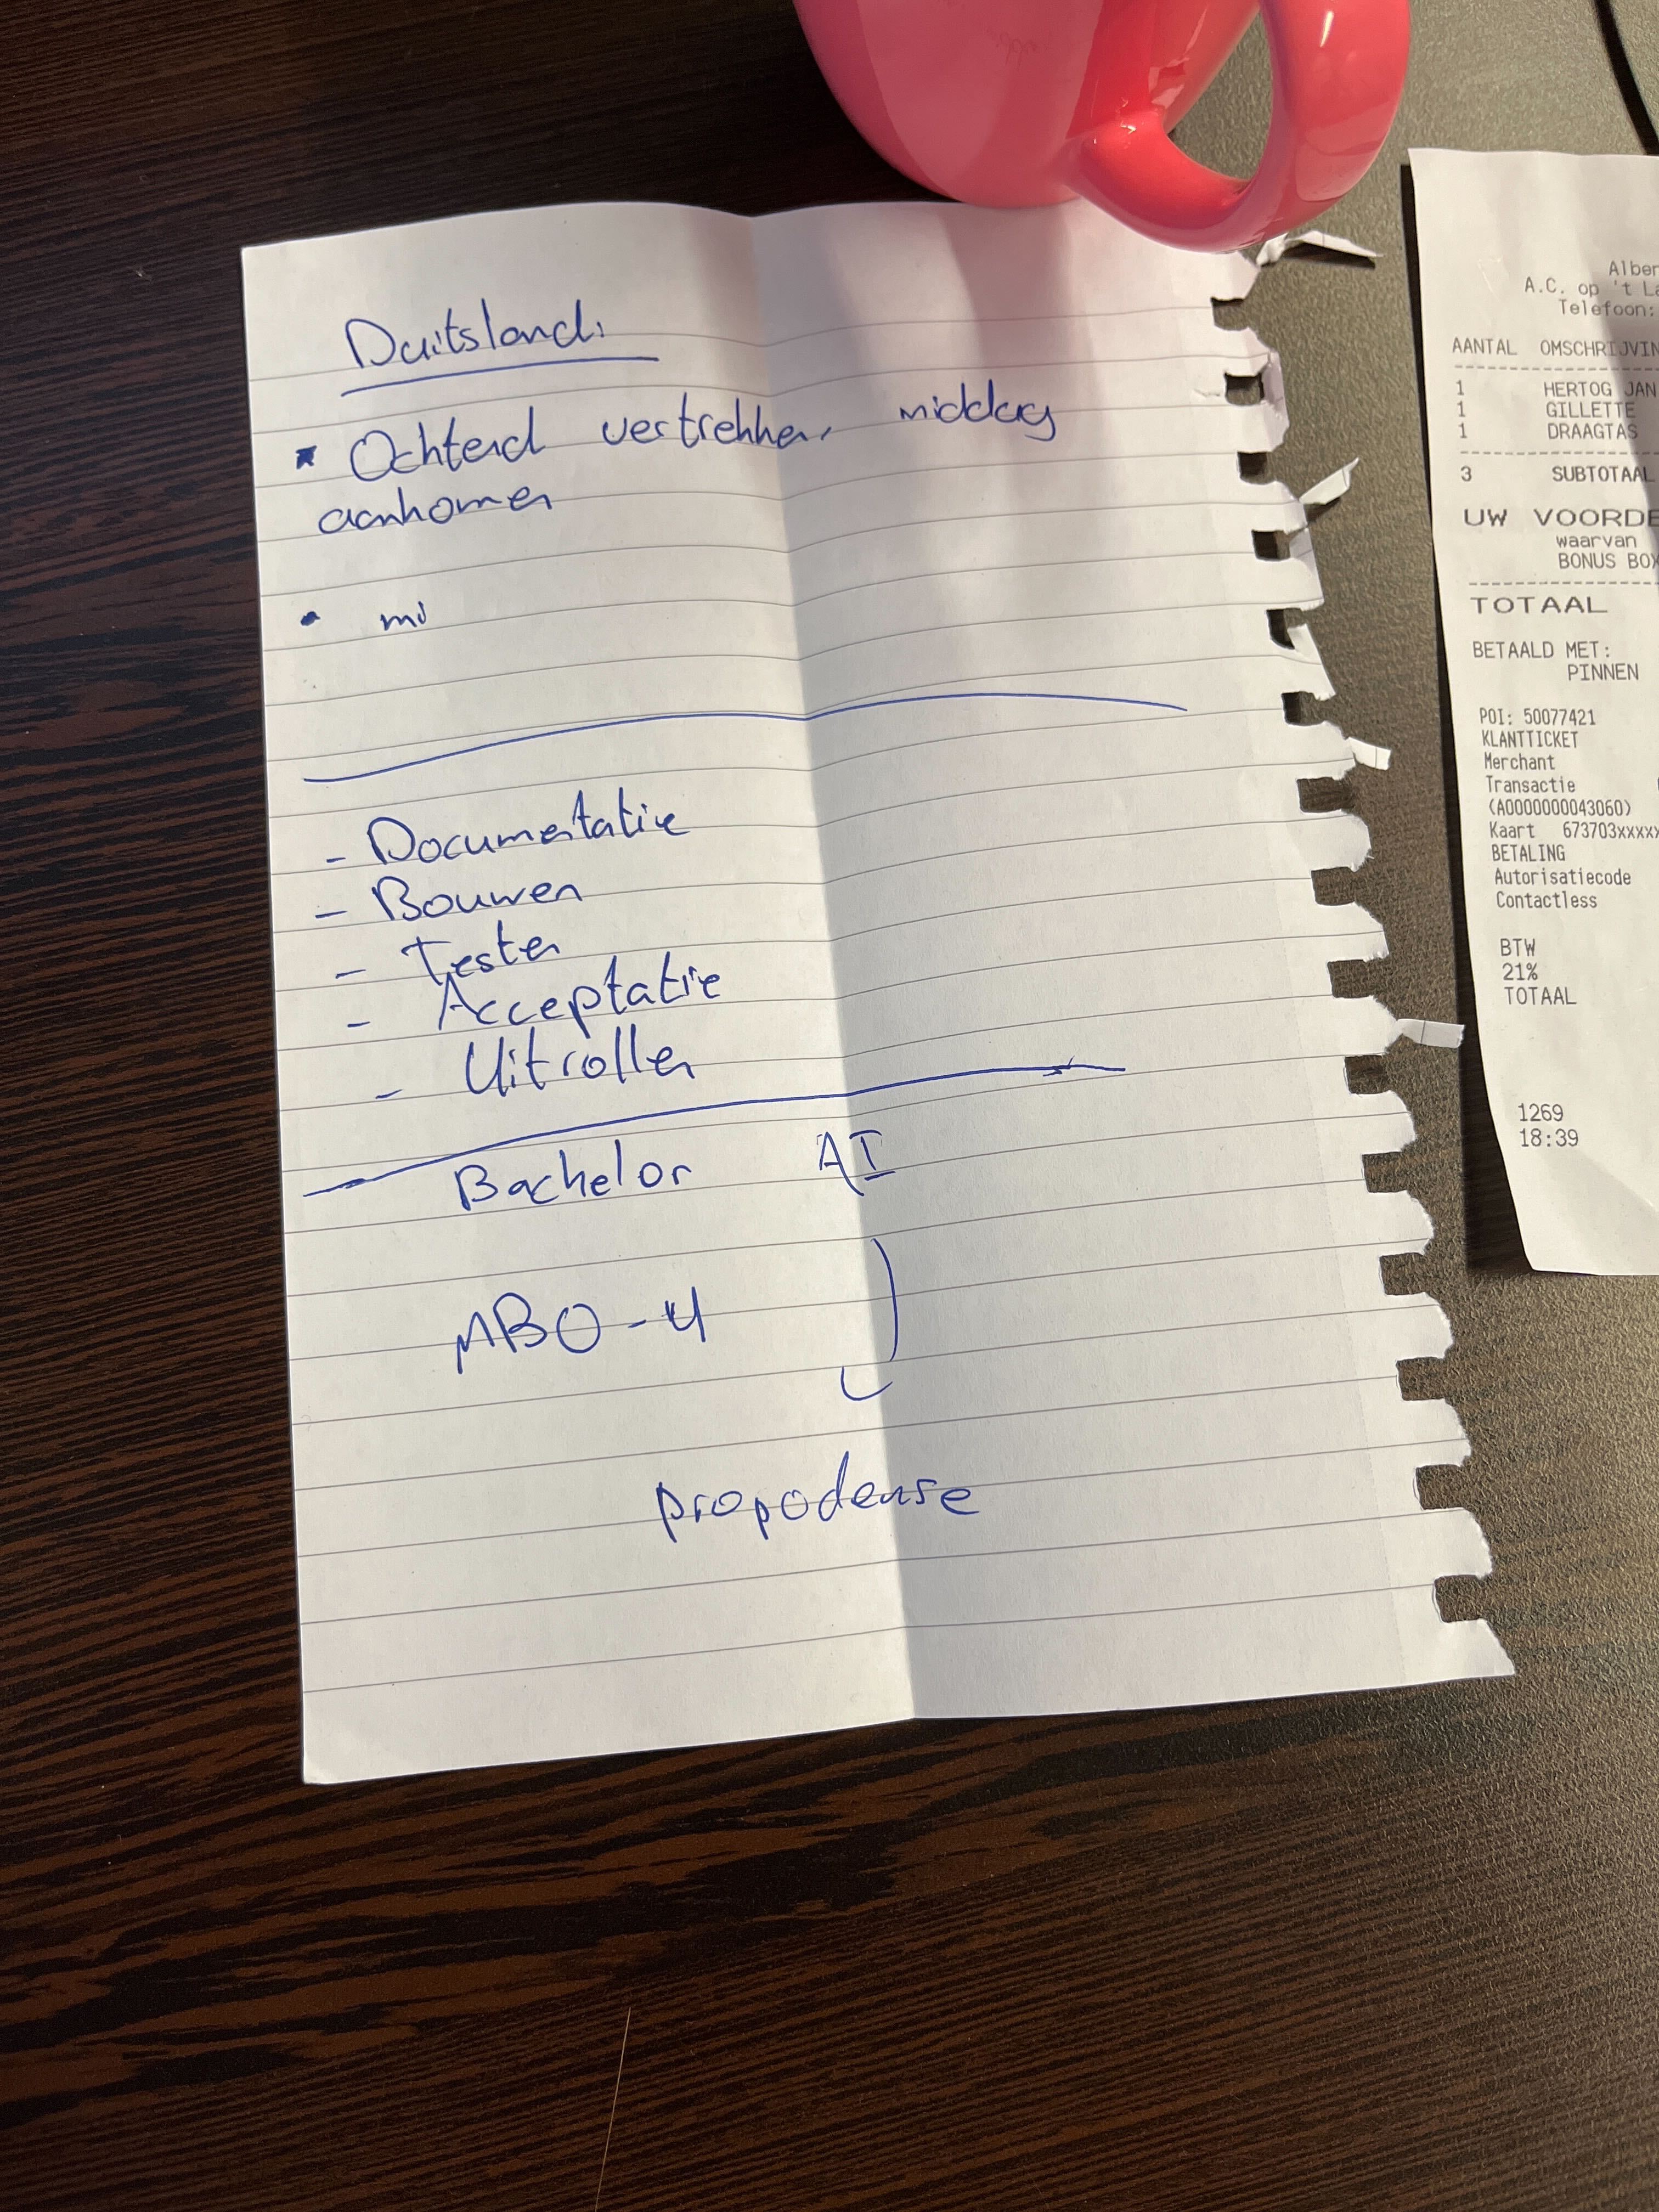 Duitsland:
Ochtend vertrekken, middag
aankomen
mi
- Documentatie
- Bouwen
- Testen
- Acceptatie
- Uitrollen
Bachelor AI
MBO-4
propodeuse
Alber
A.C. op 't La
Telefoon:
AANTAL OMSCHRIJVIN
1 HERTOG JAN
1 GILLETTE
1 DRAAGTAS
3 SUBTOTAAL
UW VOORDE
waarvan
BONUS BOX
TOTAAL
BETAALD MET:
PINNEN
POI: 50077421
KLANTTICKET
Merchant
Transactie
(A0000000043060)
Kaart 673703xxxxx
BETALING
Autorisatiecode
Contactless
BTW
21%
TOTAAL
1269
18:39